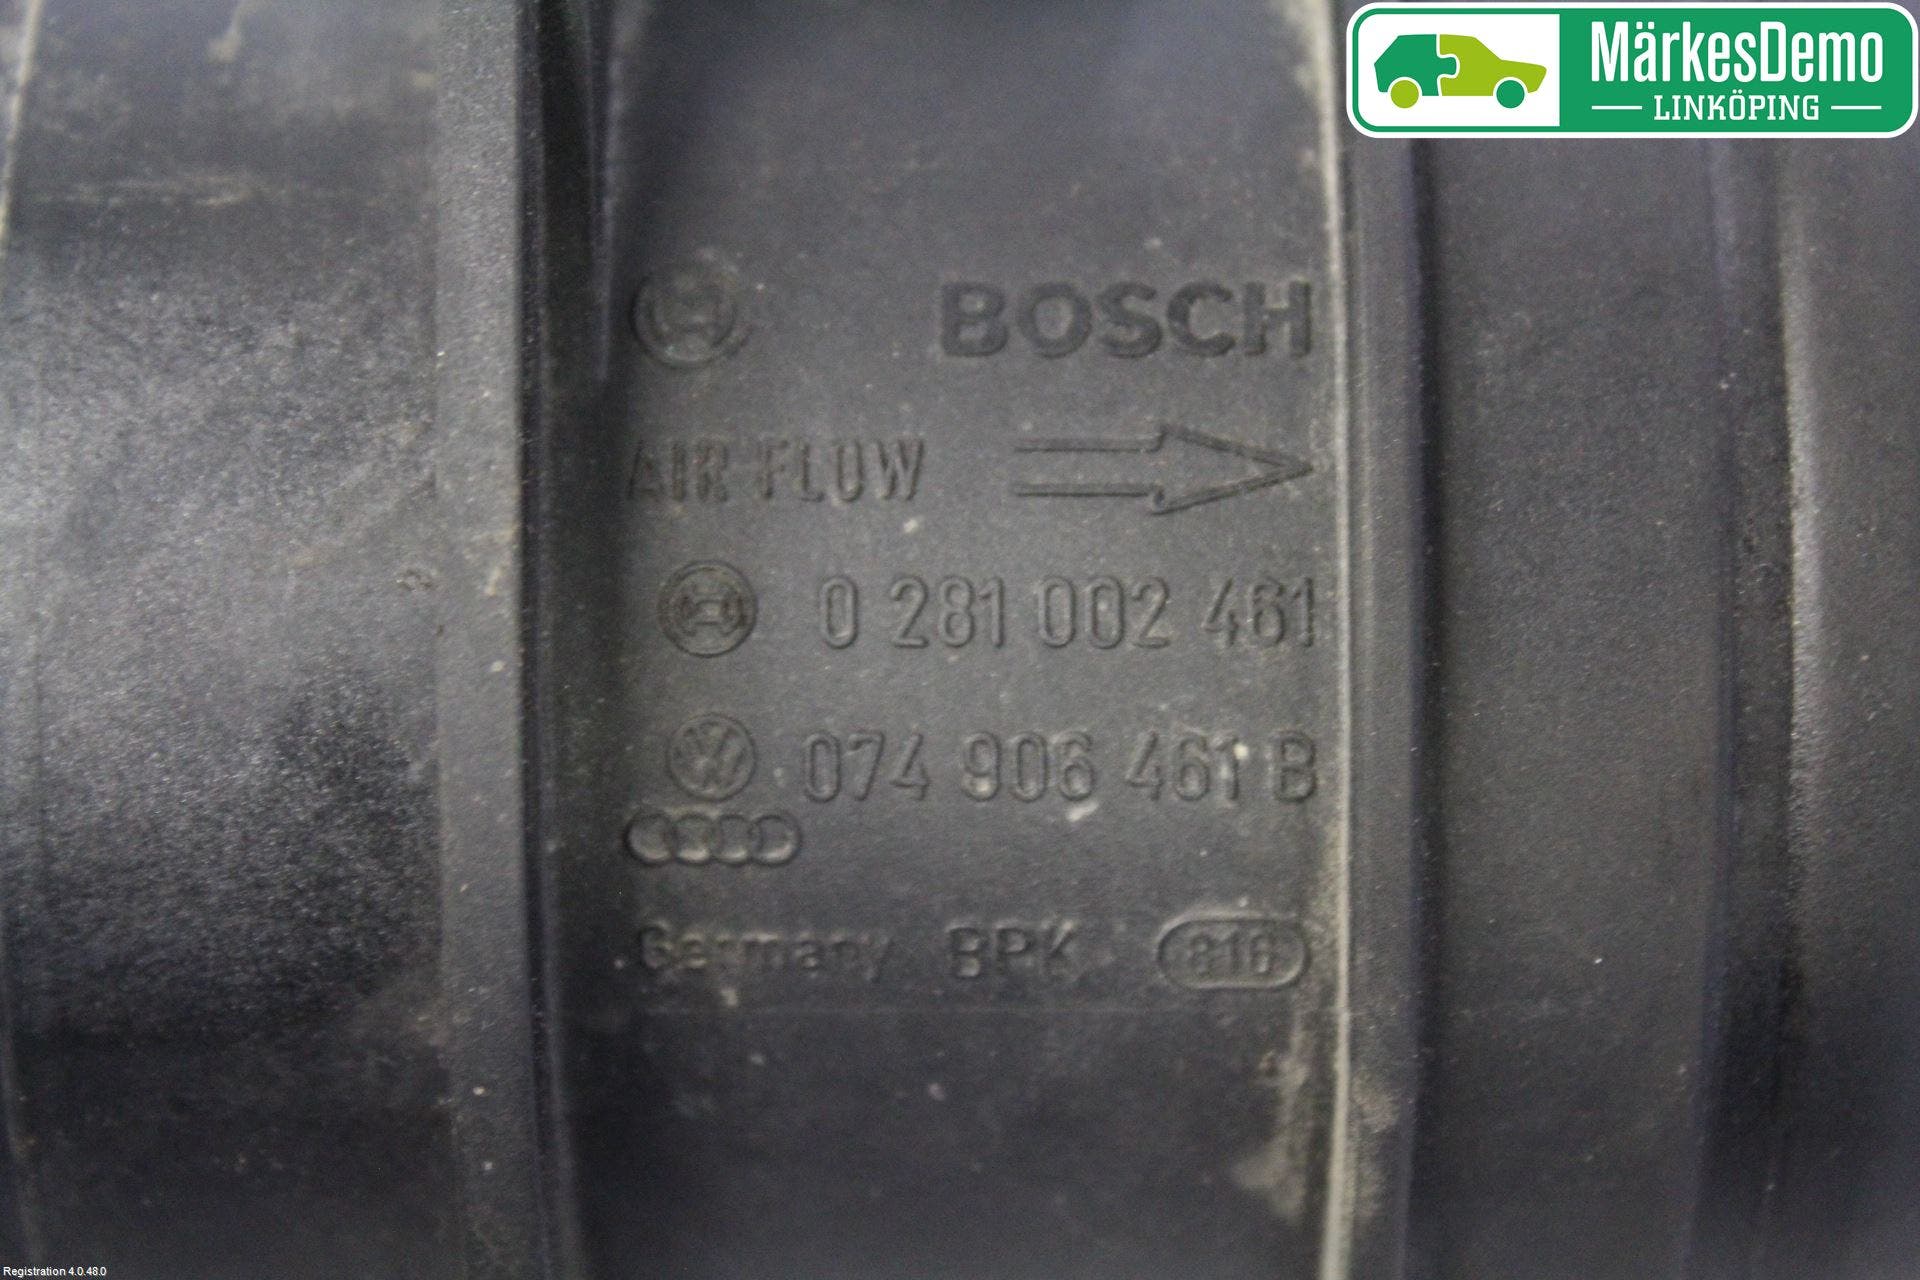 MärkesDemo
LINKÖPING
BOSCH
AIR FLOW
0 281 002 461
074 906 461 B
Germany BPK 816
Registration 4.0.48.0